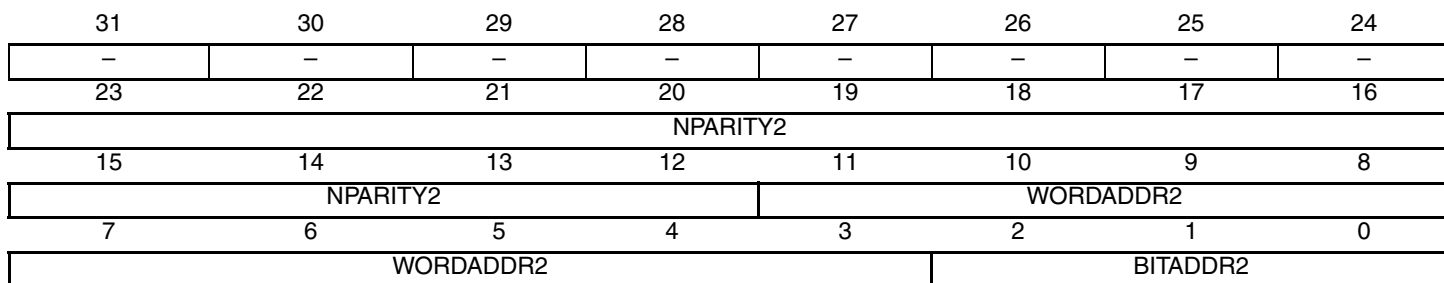 31 30 29 28 27 26 25 24
– – – – – – – –
23 22 21 20 19 18 17 16
NPARITY2
15 14 13 12 11 10 9 8
NPARITY2 WORDADDR2
7 6 5 4 3 2 1 0
WORDADDR2 BITADDR2